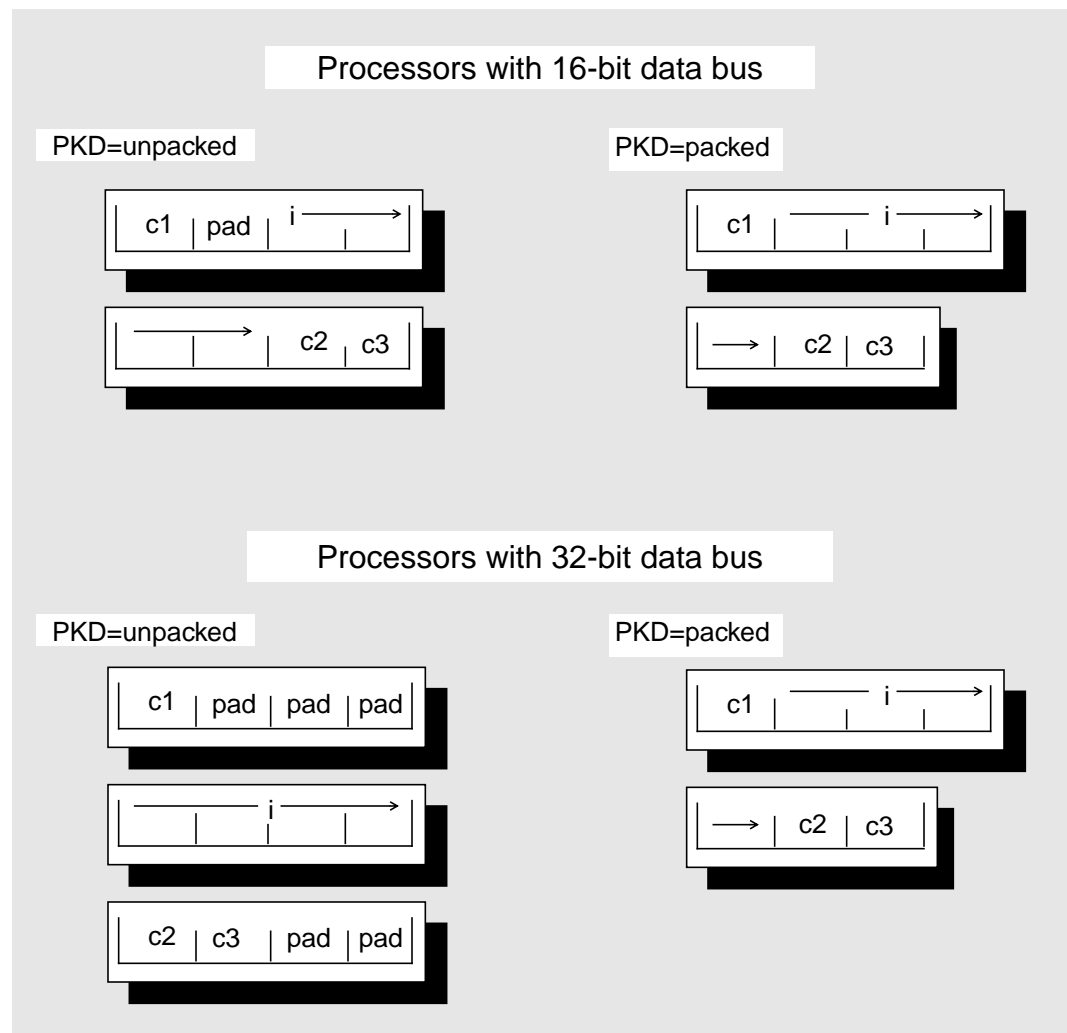 Processors with 16-bit data bus
PKD=unpacked PKD=packed
c1 pad i c1 i
c2 c3 c2 c3
Processors with 32-bit data bus
PKD=unpacked PKD=packed
c1 pad pad pad c1 i
i c2 c3
c2 c3 pad pad